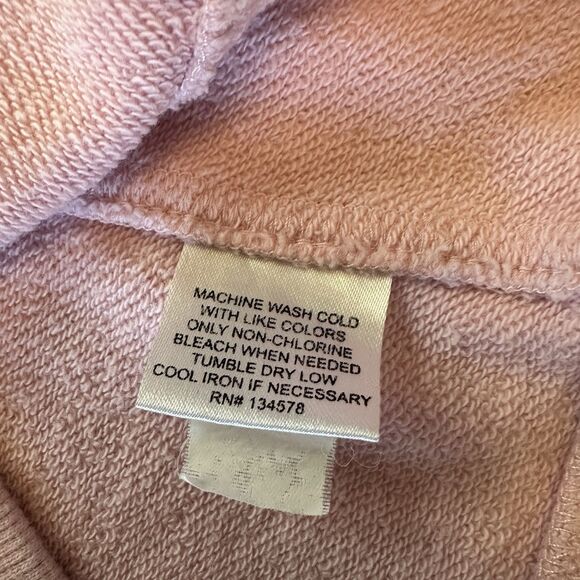 MACHINE WASH COLD
WITH LIKE COLORS
ONLY NON-CHLORINE
BLEACH WHEN NEEDED
TUMBLE DRY LOW
COOL IRON IF NECESSARY
RN# 134578